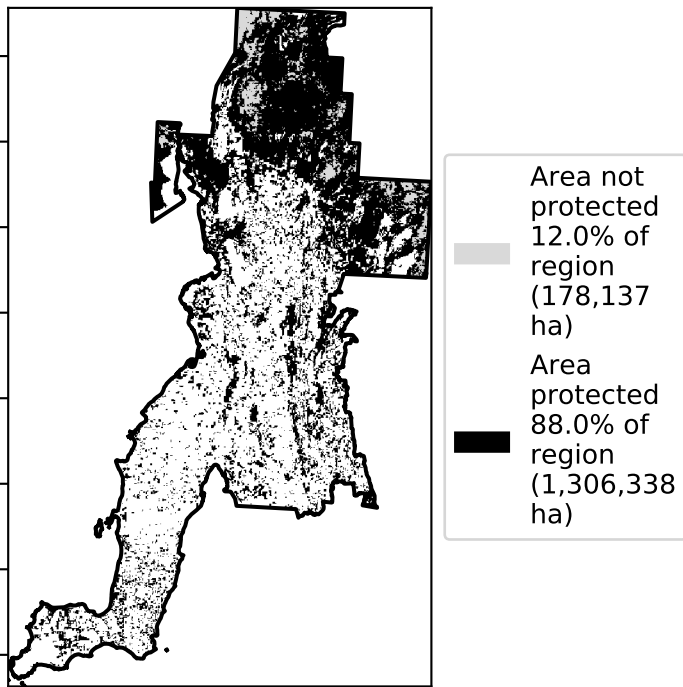 Area not
protected
12.0% of
region
(178,137
ha)
Area
protected
88.0% of
region
(1,306,338
ha)